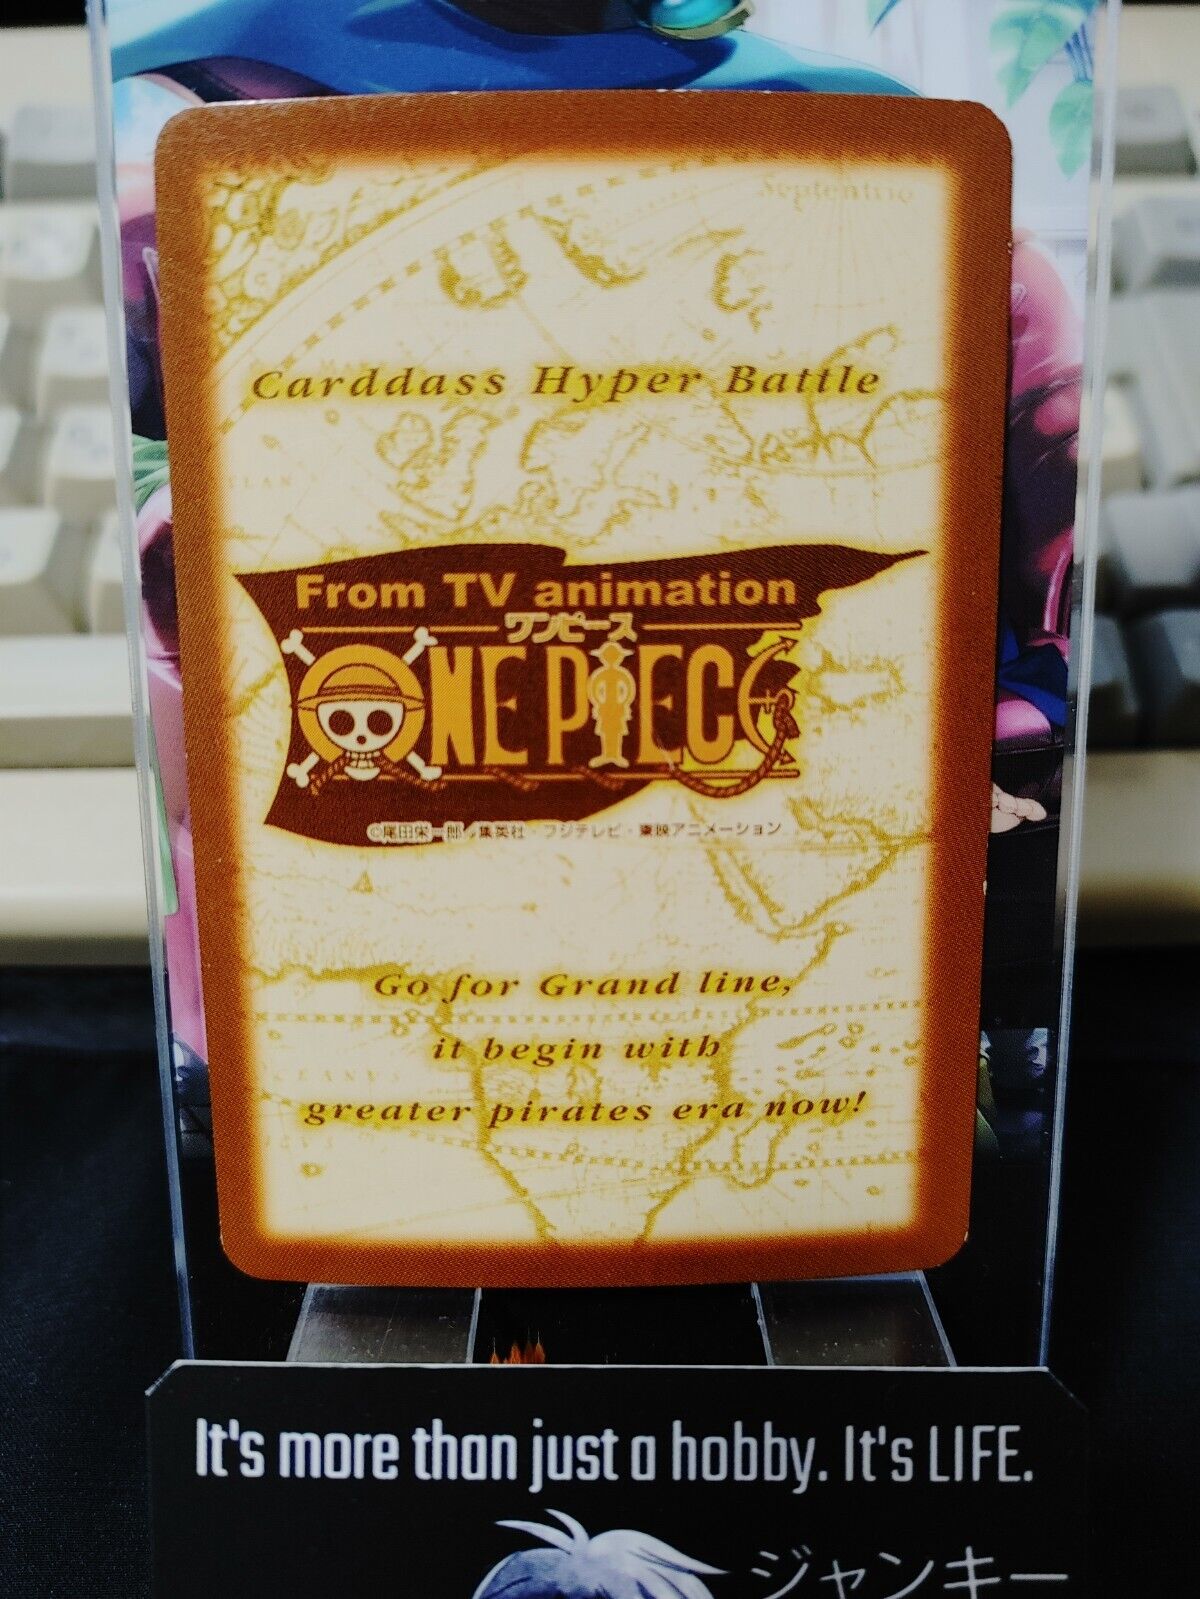 Septentrio
Carddass Hyper Battle
From TV animation
ワンピース
ONE PIECE
©尾田栄一郎/集英社・フジテレビ・東映アニメーション
Go for Grand line,
it begin with
greater pirates era now!
It's more than just a hobby. It's LIFE.
ジャンキー